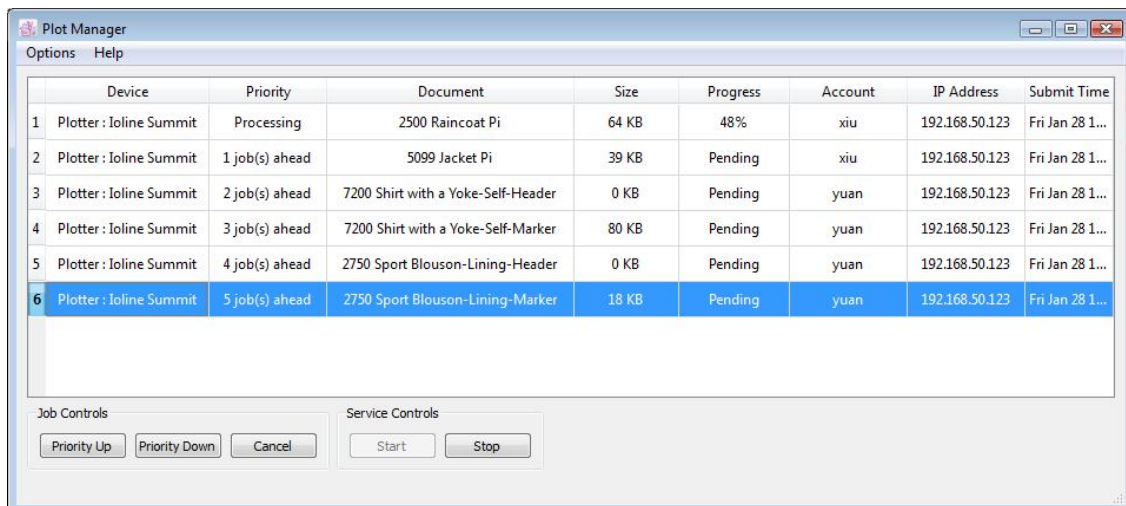 Plot Manager
Options Help
Device Priority Document Size Progress Account IP Address Submit Time
1 Plotter : Ioline Summit Processing 2500 Raincoat Pi 64 KB 48% xiu 192.168.50.123 Fri Jan 28 1...
2 Plotter : Ioline Summit 1 job(s) ahead 5099 Jacket Pi 39 KB Pending xiu 192.168.50.123 Fri Jan 28 1...
3 Plotter : Ioline Summit 2 job(s) ahead 7200 Shirt with a Yoke-Self-Header 0 KB Pending yuan 192.168.50.123 Fri Jan 28 1...
4 Plotter : Ioline Summit 3 job(s) ahead 7200 Shirt with a Yoke-Self-Marker 80 KB Pending yuan 192.168.50.123 Fri Jan 28 1...
5 Plotter : Ioline Summit 4 job(s) ahead 2750 Sport Blouson-Lining-Header 0 KB Pending yuan 192.168.50.123 Fri Jan 28 1...
6 Plotter : Ioline Summit 5 job(s) ahead 2750 Sport Blouson-Lining-Marker 18 KB Pending yuan 192.168.50.123 Fri Jan 28 1...
Job Controls Service Controls
Priority Up Priority Down Cancel Start Stop